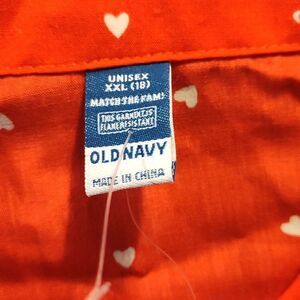 UNISEX
XXL (18)
MATCH THE FAM!
THIS GARMENT IS
FLAME RESISTANT
OLD NAVY
MADE IN CHINA